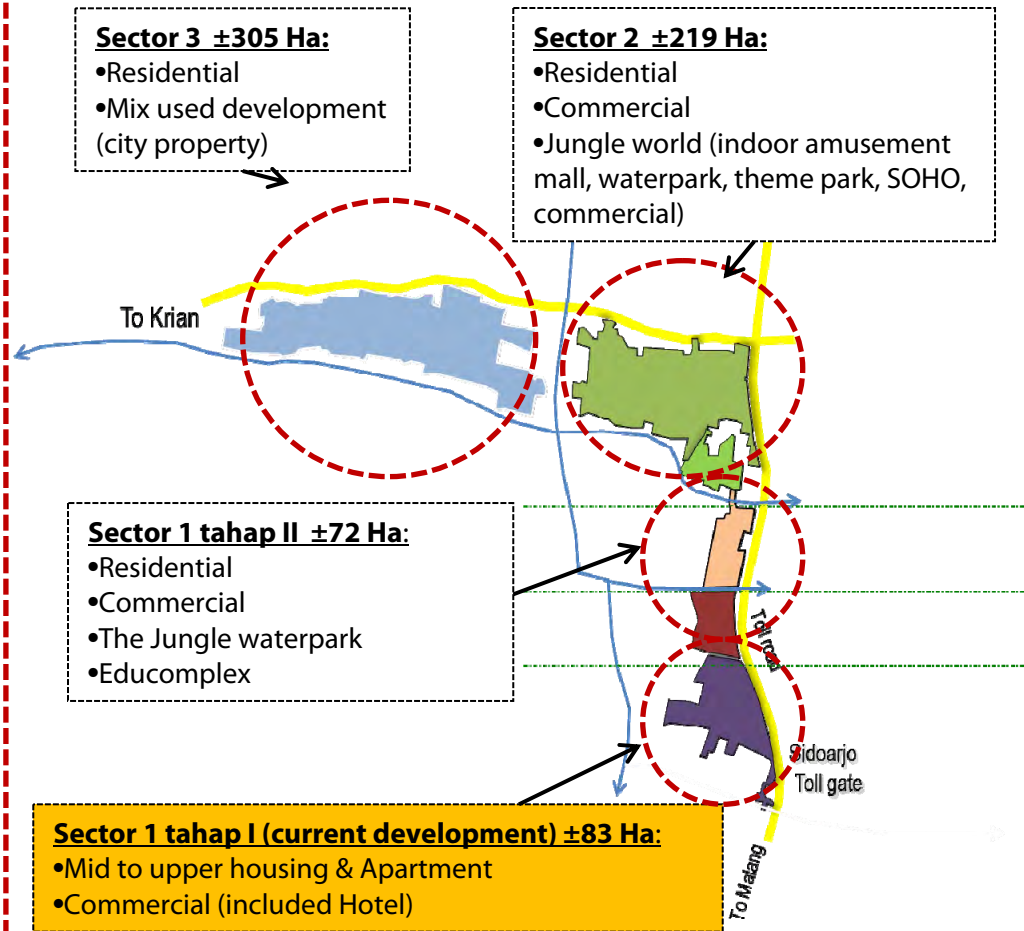 Sector 3 ±305 Ha:
•Residential
•Mix used development
(city property)
Sector 2 ±219 Ha:
•Residential
•Commercial
•Jungle world (indoor amusement
mall, waterpark, theme park, SOHO,
commercial)
To Krian
Sector 1 tahap II ±72 Ha:
•Residential
•Commercial
•The Jungle waterpark
•Educomplex
Toll road
Sidoarjo
Toll gate
Sector 1 tahap I (current development) ±83 Ha:
•Mid to upper housing & Apartment
•Commercial (included Hotel)
To Malang